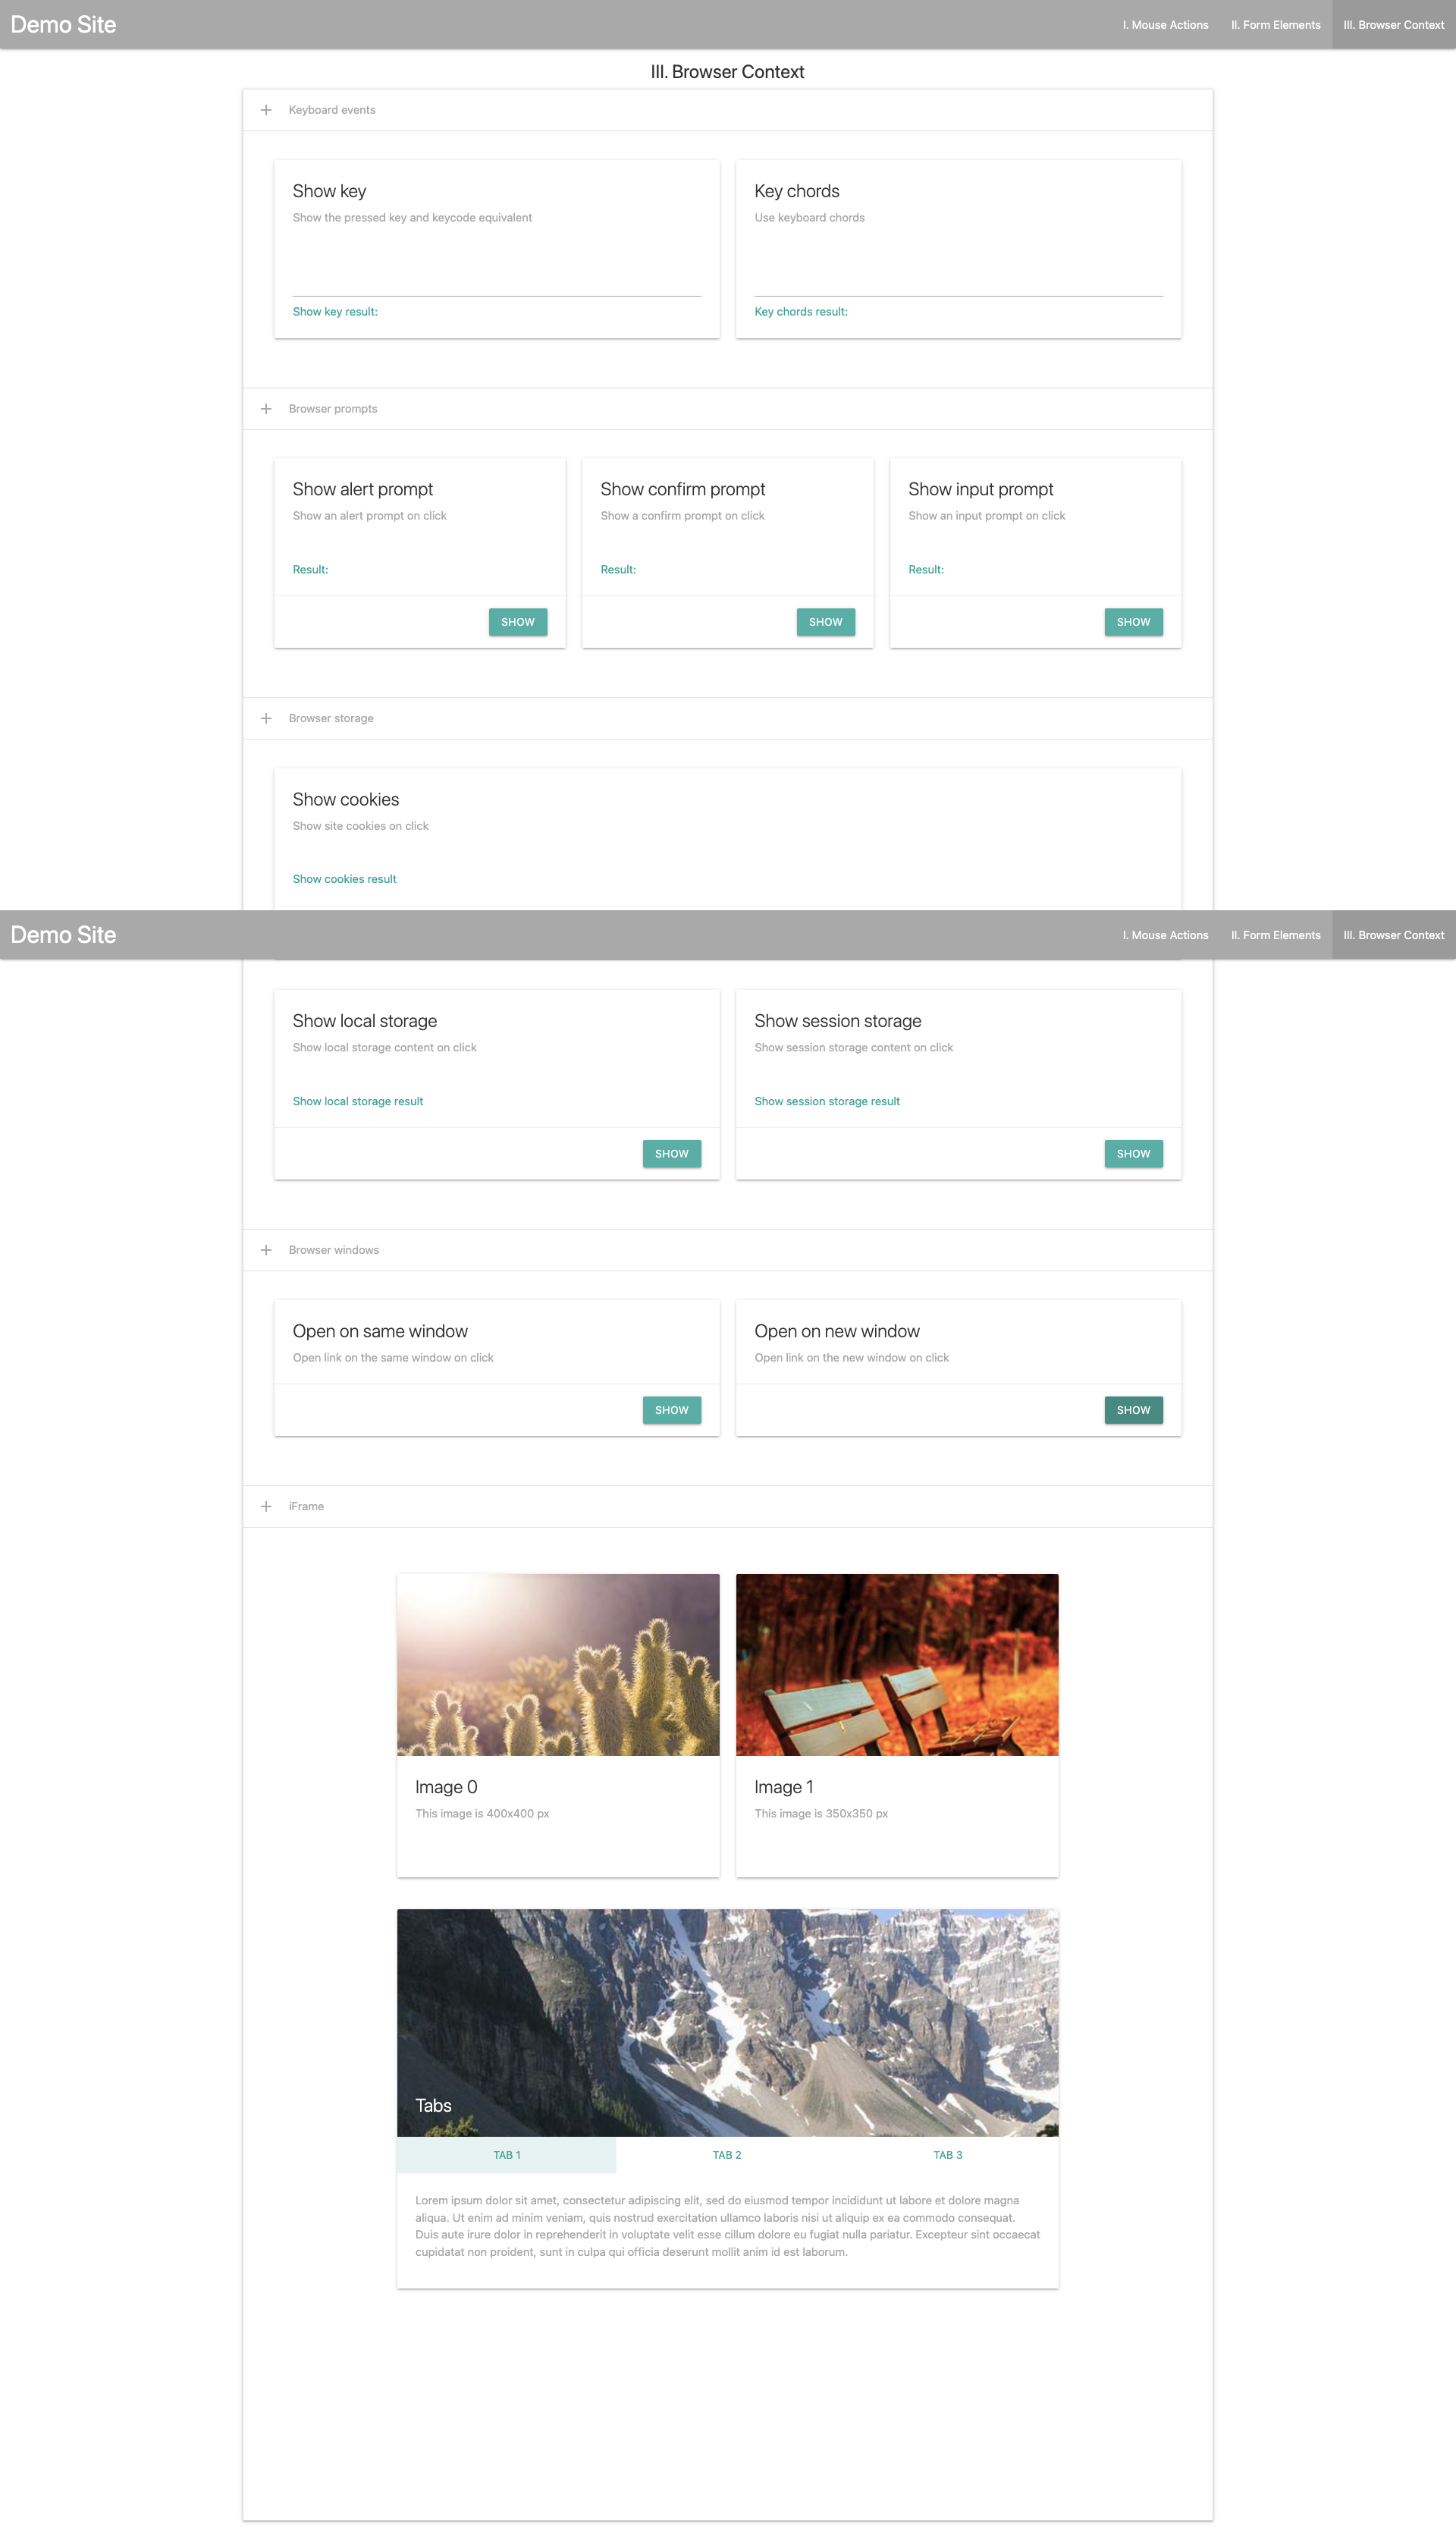 Demo Site
I. Mouse Actions
II. Form Elements
III. Browser Context
III. Browser Context
Keyboard events
Show key
Show the pressed key and keycode equivalent
Show key result:
Key chords
Use keyboard chords
Key chords result:
Browser prompts
Show alert prompt
Show an alert prompt on click
Result:
SHOW
Show confirm prompt
Show a confirm prompt on click
Result:
SHOW
Show input prompt
Show an input prompt on click
Result:
SHOW
Browser storage
Show cookies
Show site cookies on click
Show cookies result
Demo Site
I. Mouse Actions
II. Form Elements
III. Browser Context
Show local storage
Show local storage content on click
Show local storage result
SHOW
Show session storage
Show session storage content on click
Show session storage result
SHOW
Browser windows
Open on same window
Open link on the same window on click
SHOW
Open on new window
Open link on the new window on click
SHOW
iFrame
Image 0
This image is 400x400 px
Image 1
This image is 350x350 px
Tabs
TAB 1
TAB 2
TAB 3
Lorem ipsum dolor sit amet, consectetur adipiscing elit, sed do eiusmod tempor incididunt ut labore et dolore magna
aliqua. Ut enim ad minim veniam, quis nostrud exercitation ullamco laboris nisi ut aliquip ex ea commodo consequat.
Duis aute irure dolor in reprehenderit in voluptate velit esse cillum dolore eu fugiat nulla pariatur. Excepteur sint occaecat
cupidatat non proident, sunt in culpa qui officia deserunt mollit anim id est laborum.